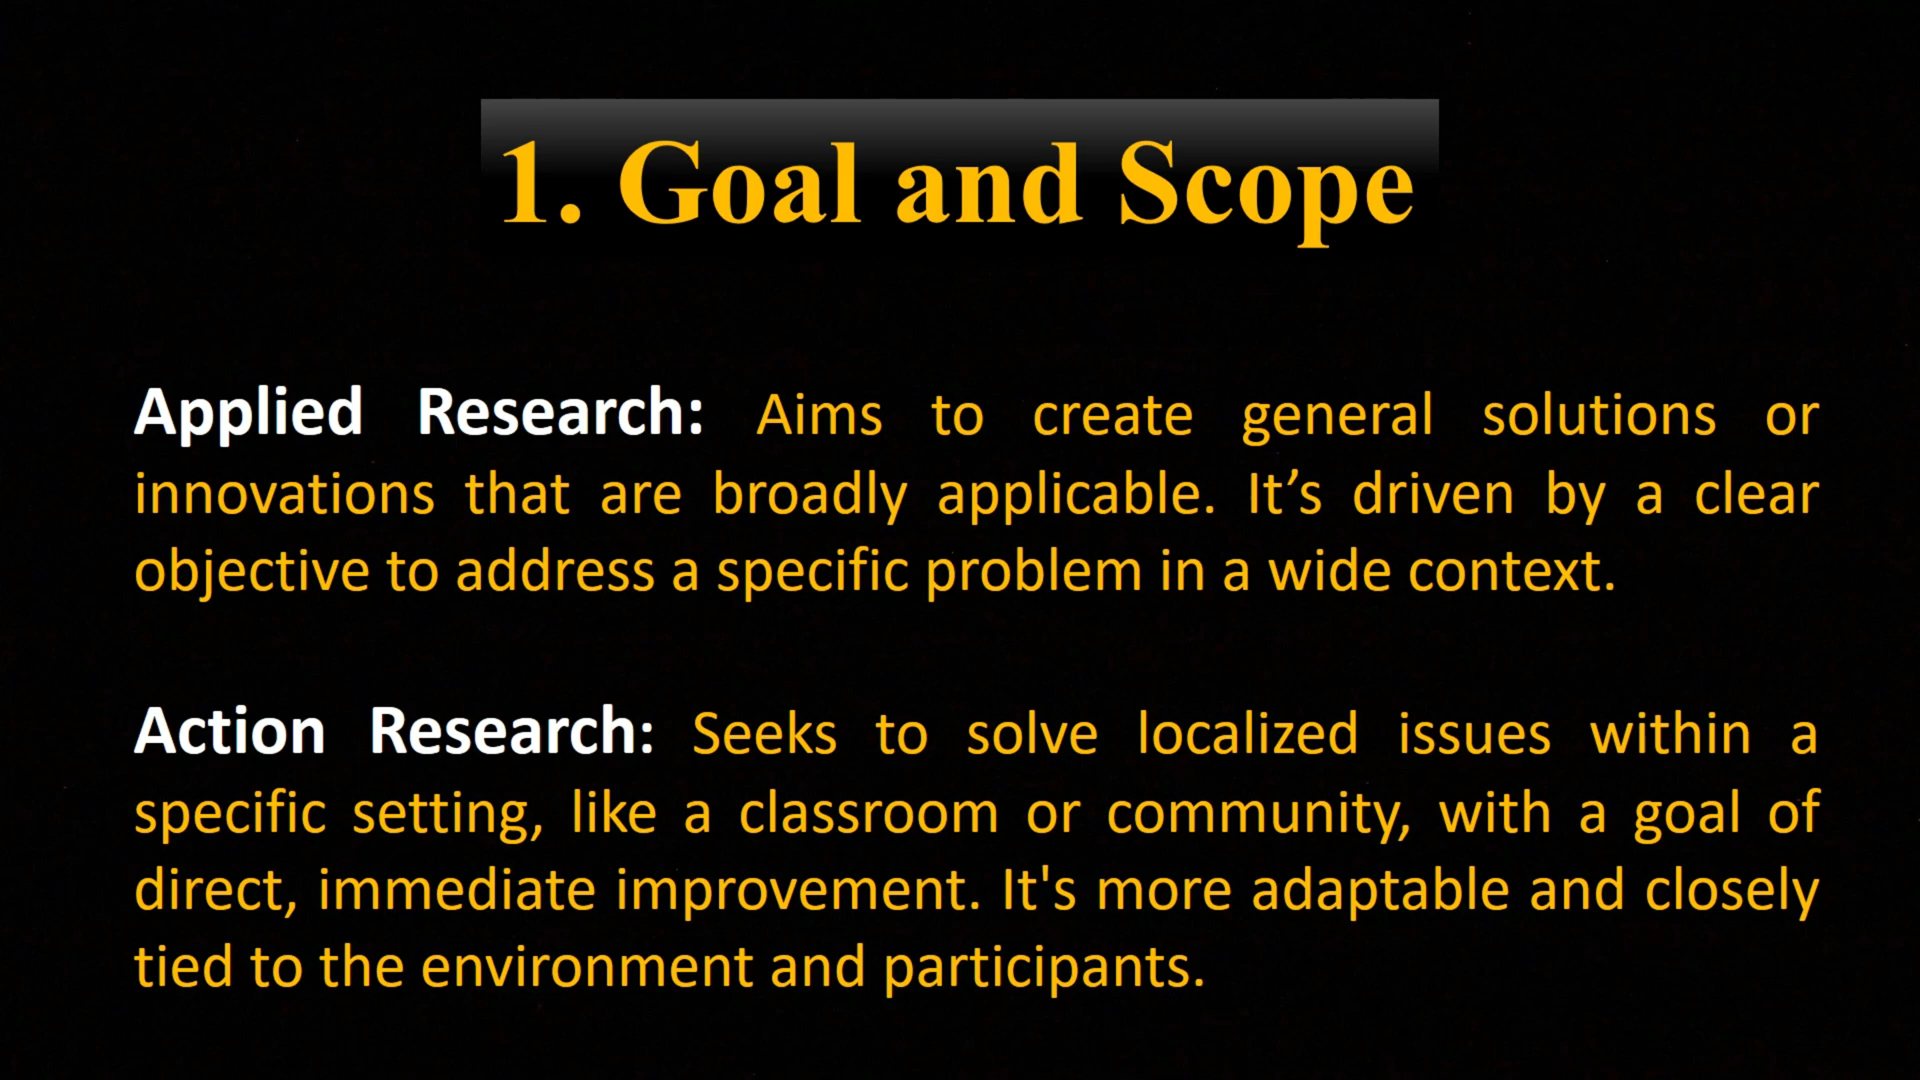 1. Goal and Scope
Applied Research: Aims to create general solutions or
innovations that are broadly applicable. It’s driven by a clear
objective to address a specific problem in a wide context.
Action Research: Seeks to solve localized issues within a
specific setting, like a classroom or community, with a goal of
direct, immediate improvement. It's more adaptable and closely
tied to the environment and participants.